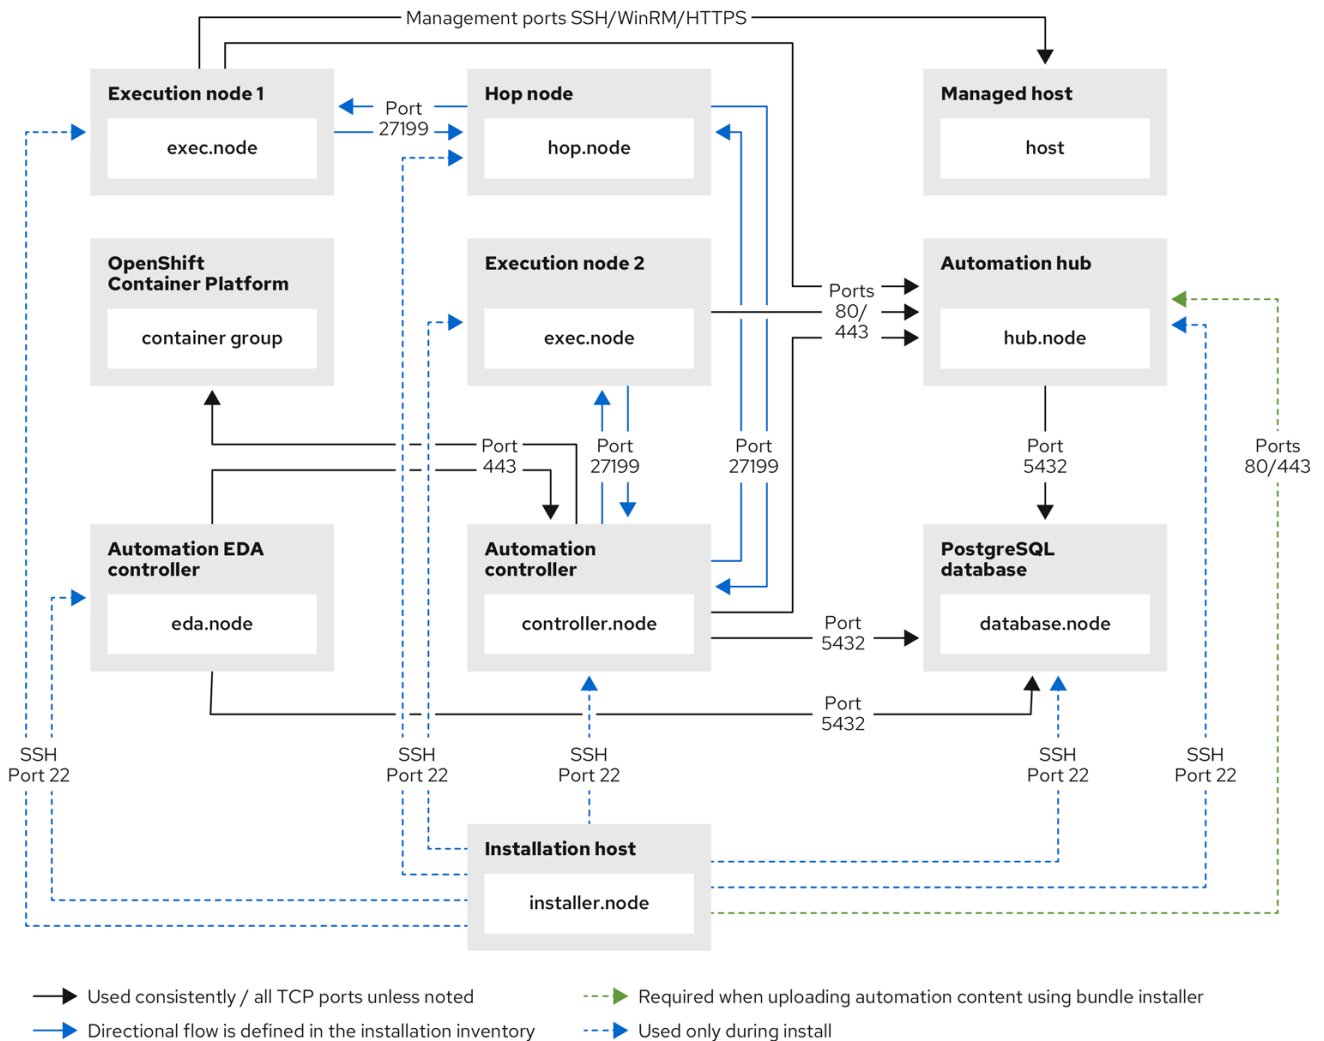 Management ports SSH/WinRM/HTTPS
Execution node 1
exec.node
Port
27199
Hop node
hop.node
Managed host
host
OpenShift
Container Platform
container group
Execution node 2
exec.node
Ports
80/
443
Automation hub
hub.node
Port
443
Port
27199
Port
27199
Port
5432
Ports
80/443
Automation EDA
controller
eda.node
Automation
controller
controller.node
Port
5432
PostgreSQL
database
database.node
Port
5432
SSH
Port 22
SSH
Port 22
SSH
Port 22
SSH
Port 22
SSH
Port 22
Installation host
installer.node
Used consistently / all TCP ports unless noted
Required when uploading automation content using bundle installer
Directional flow is defined in the installation inventory
Used only during install